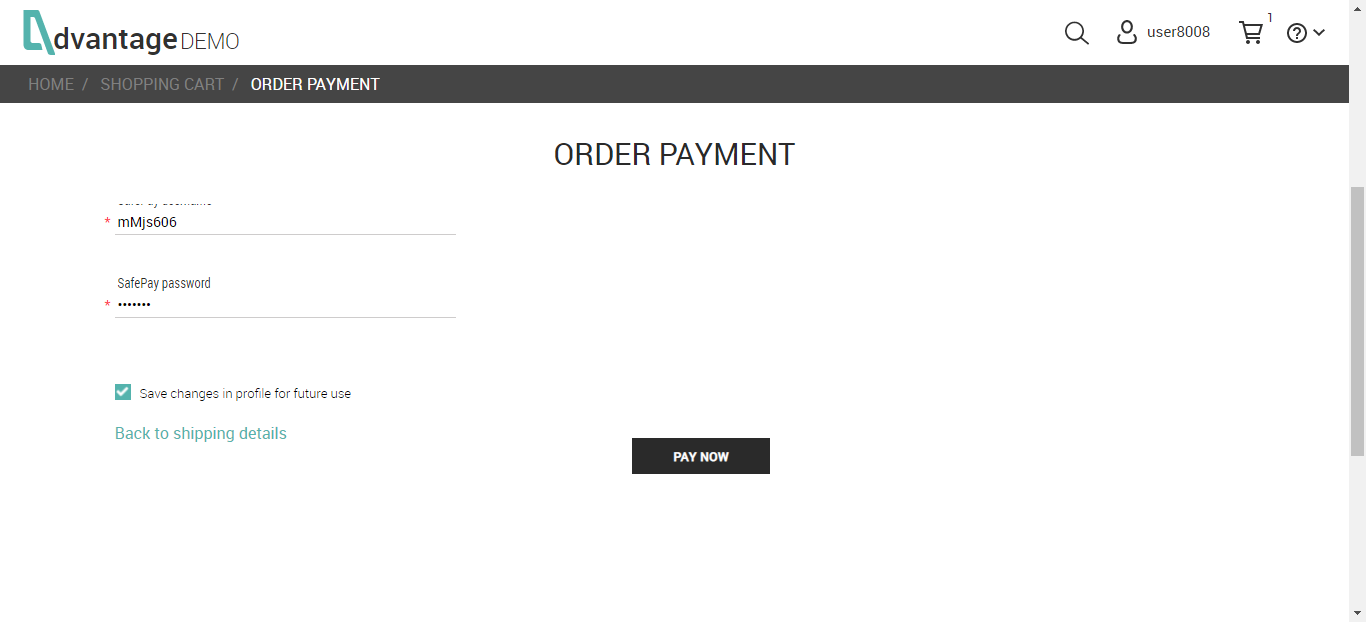 dvantage DEMO
user8008
1
HOME / SHOPPING CART / ORDER PAYMENT
ORDER PAYMENT
* mMjs606
SafePay password
* •••••••
Save changes in profile for future use
Back to shipping details
PAY NOW